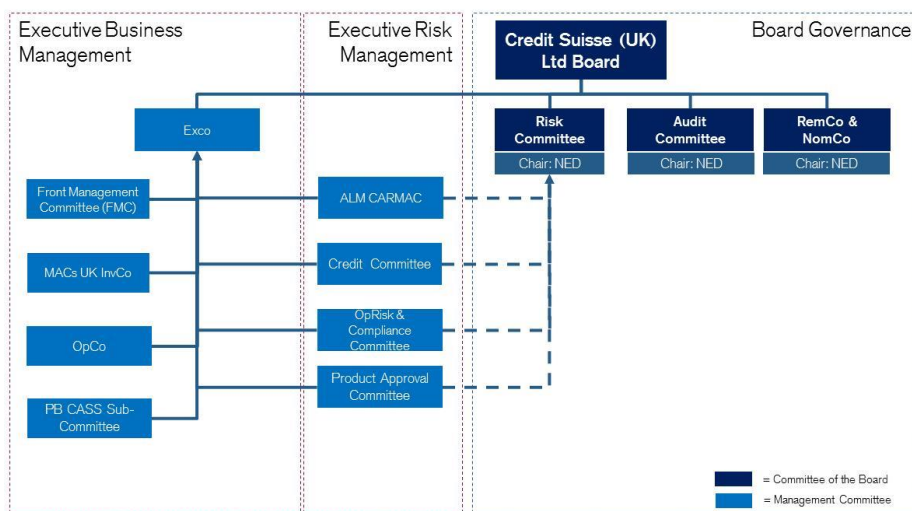 Executive Business
Management
Executive Risk
Management
Board Governance
Credit Suisse (UK)
Ltd Board
Exco
Risk
Committee
Chair: NED
Audit
Committee
Chair: NED
RemCo &
NomCo
Chair: NED
Front Management
Committee (FMC)
ALM CARMAC
MACs UK InvCo
Credit Committee
OpCo
OpRisk &
Compliance
Committee
PB CASS Sub-
Committee
Product Approval
Committee
= Committee of the Board
= Management Committee